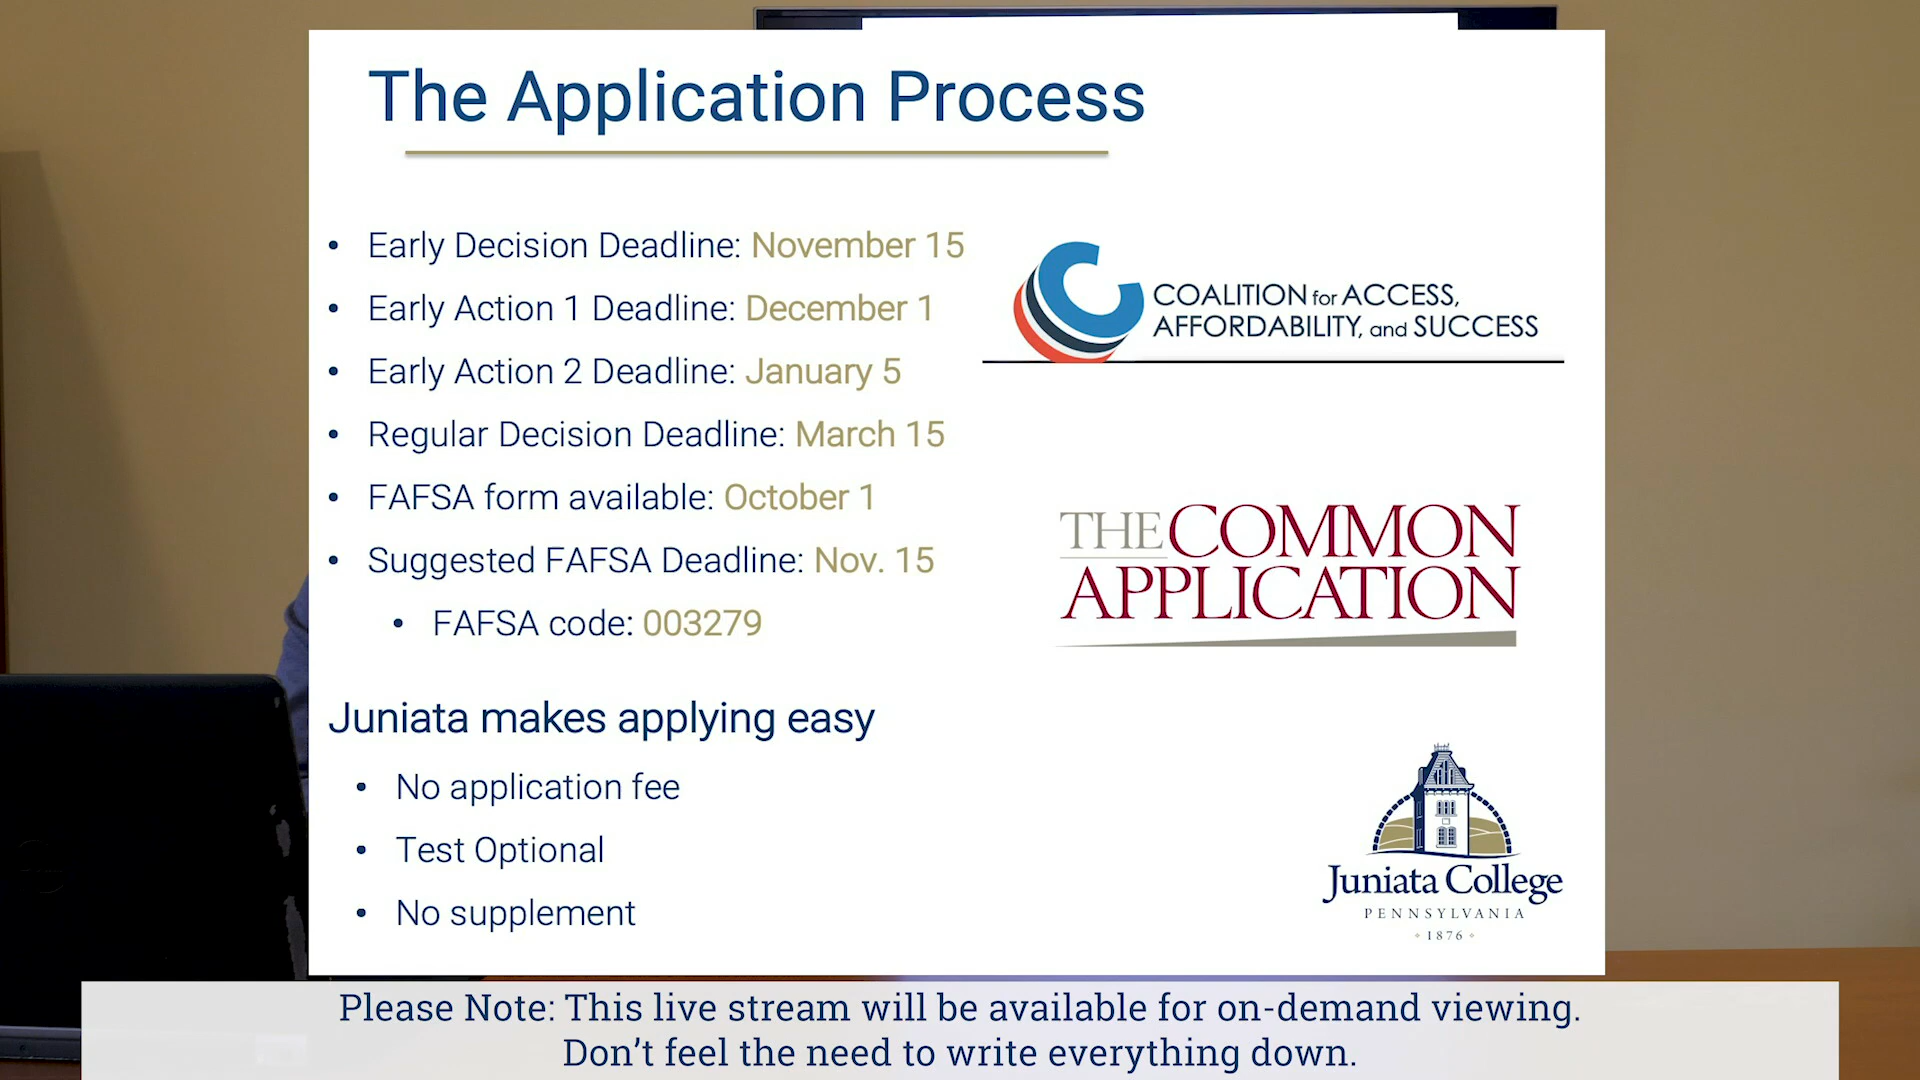 The Application Process
• Early Decision Deadline: November 15
• Early Action 1 Deadline: December 1
• Early Action 2 Deadline: January 5
• Regular Decision Deadline: March 15
• FAFSA form available: October 1
• Suggested FAFSA Deadline: Nov. 15
• FAFSA code: 003279
COALITION for ACCESS,
AFFORDABILITY, and SUCCESS
THE COMMON
APPLICATION
Juniata makes applying easy
• No application fee
• Test Optional
• No supplement
Juniata College
PENNSYLVANIA
1876
Please Note: This live stream will be available for on-demand viewing.
Don’t feel the need to write everything down.